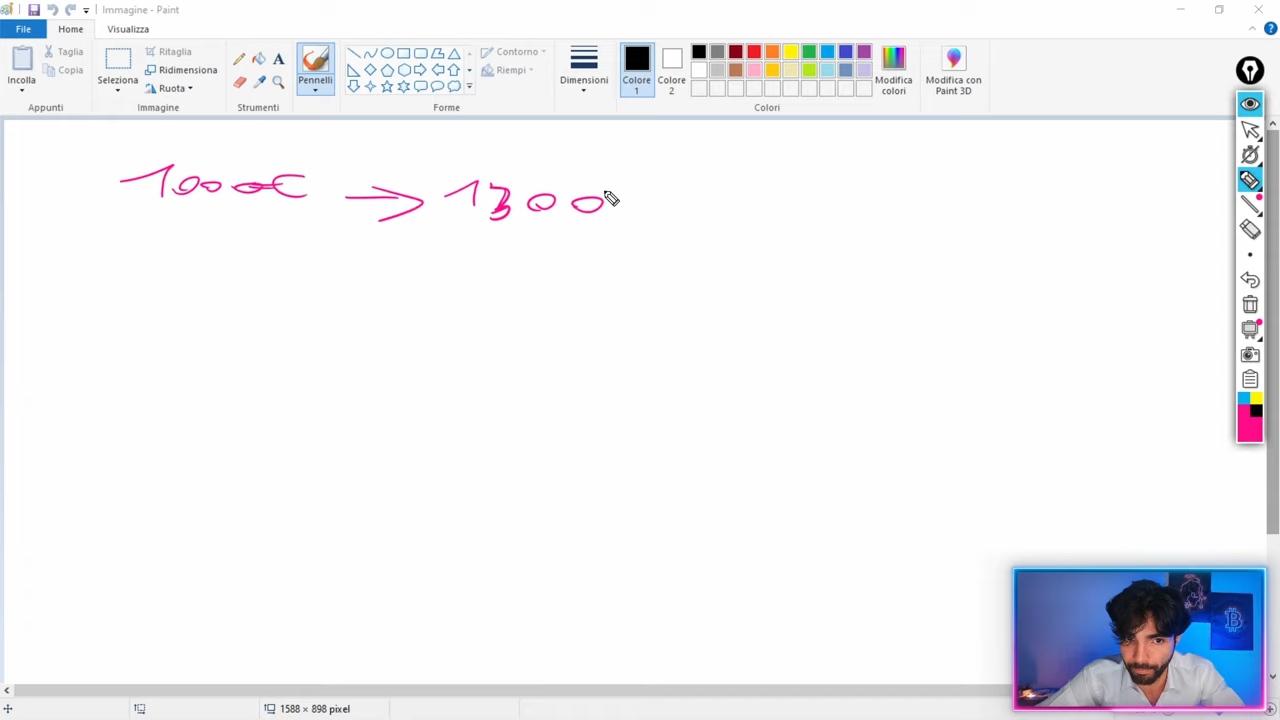 Immagine - Paint
File Home Visualizza
Incolla Taglia Copia Seleziona Ritaglia Ridimensiona Ruota A Pennelli Contorno Riempi Dimensioni Colore 1 Colore 2 Modifica colori Modifica con Paint 3D
Appunti Immagine Strumenti Forme Colori
1000€ → 1300
1588 × 898 pixel